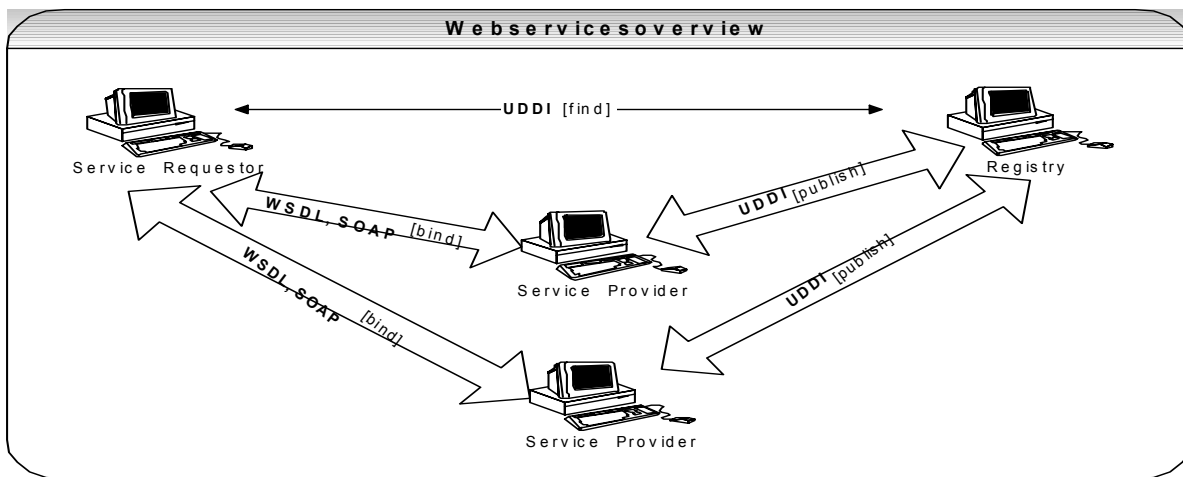 Webservicesoverview
UDDI [find]
Service Requestor
Registry
WSDL, SOAP [bind]
UDDI [publish]
Service Provider
WSDL, SOAP [bind]
UDDI [publish]
Service Provider